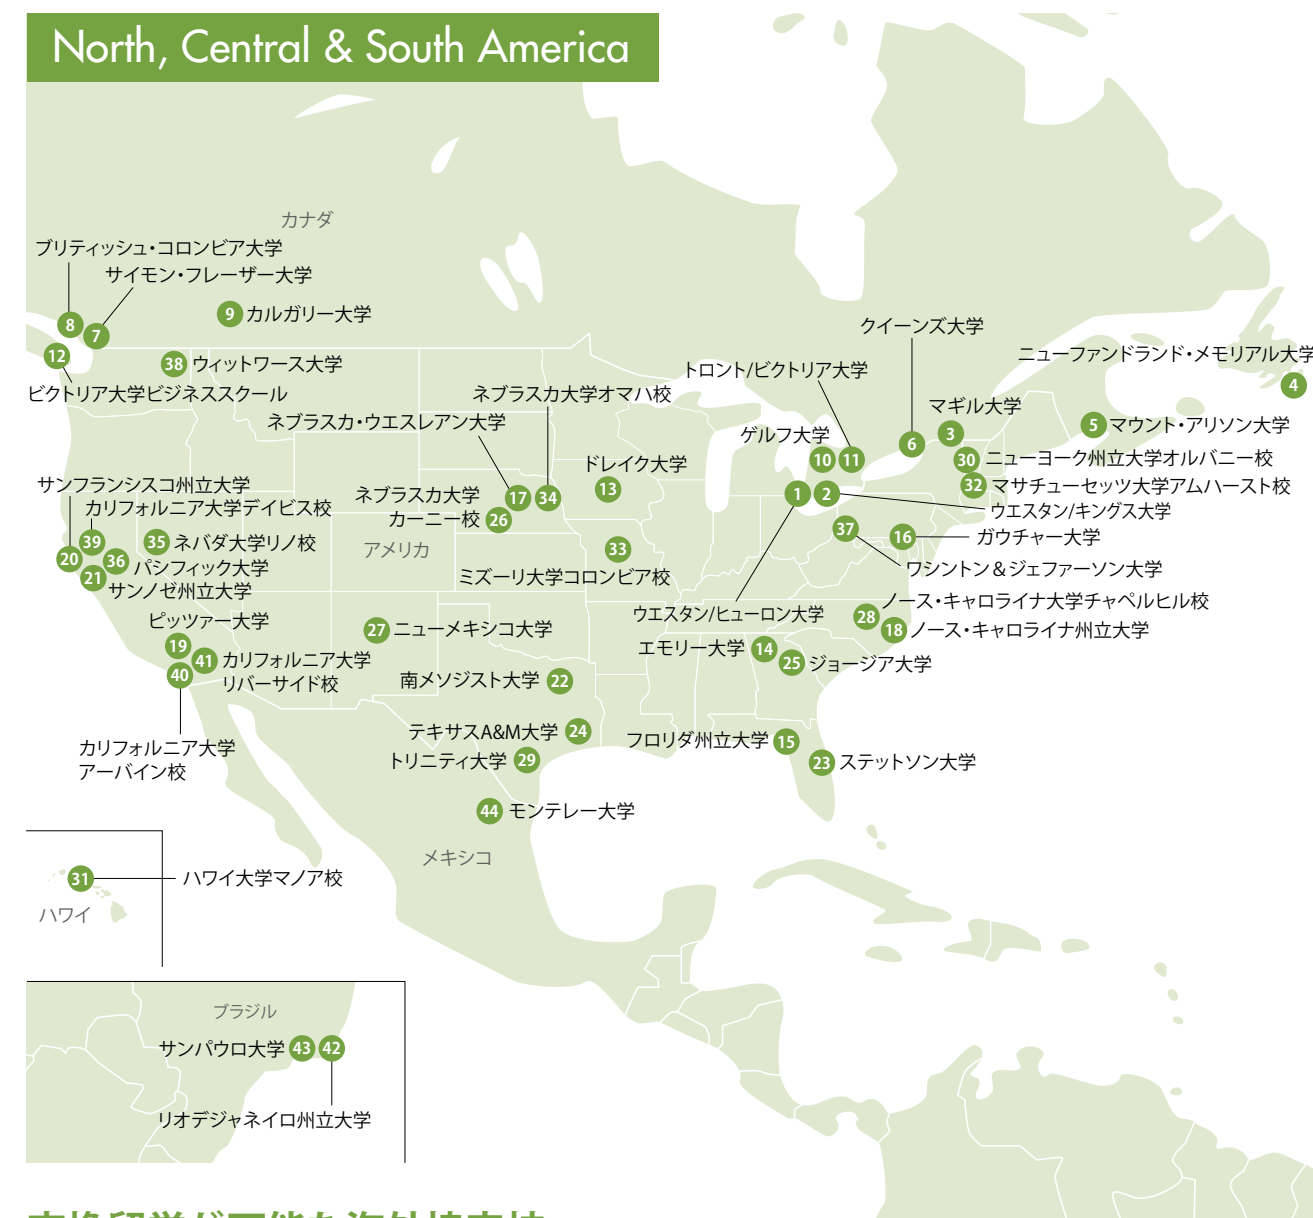 North, Central & South America
カナダ
ブリティッシュ・コロンビア大学
サイモン・フレーザー大学
8
7
9 カルガリー大学
12
ビクトリア大学ビジネススクール
38 ウィットワース大学
クイーンズ大学
6
ニューファンドランド・メモリアル大学
4
トロント/ビクトリア大学
ネブラスカ大学オマハ校
ネブラスカ・ウエスレアン大学
マギル大学
3
5 マウント・アリソン大学
ゲルフ大学
10
11
30 ニューヨーク州立大学オルバニー校
ドレイク大学
13
32 マサチューセッツ大学アムハースト校
サンフランシスコ州立大学
カリフォルニア大学デイビス校
ネブラスカ大学
カーニー校 26
17
34
1
2
ウエスタン/キングス大学
37
16 ガウチャー大学
39
35 ネバダ大学リノ校
アメリカ
20
36
パシフィック大学
21
サンノゼ州立大学
33
ミズーリ大学コロンビア校
ワシントン&ジェファーソン大学
ウエスタン/ヒューロン大学
ノース・キャロライナ大学チャペルヒル校
28
18 ノース・キャロライナ州立大学
ピッツァー大学
19
27 ニューメキシコ大学
エモリー大学 14
25 ジョージア大学
41 カリフォルニア大学
リバーサイド校
40
南メソジスト大学 22
テキサスA&M大学 24
フロリダ州立大学 15
カリフォルニア大学
アーバイン校
トリニティ大学 29
23 ステットソン大学
44 モンテレー大学
メキシコ
31
ハワイ大学マノア校
ハワイ
ブラジル
サンパウロ大学 43 42
リオデジャネイロ州立大学